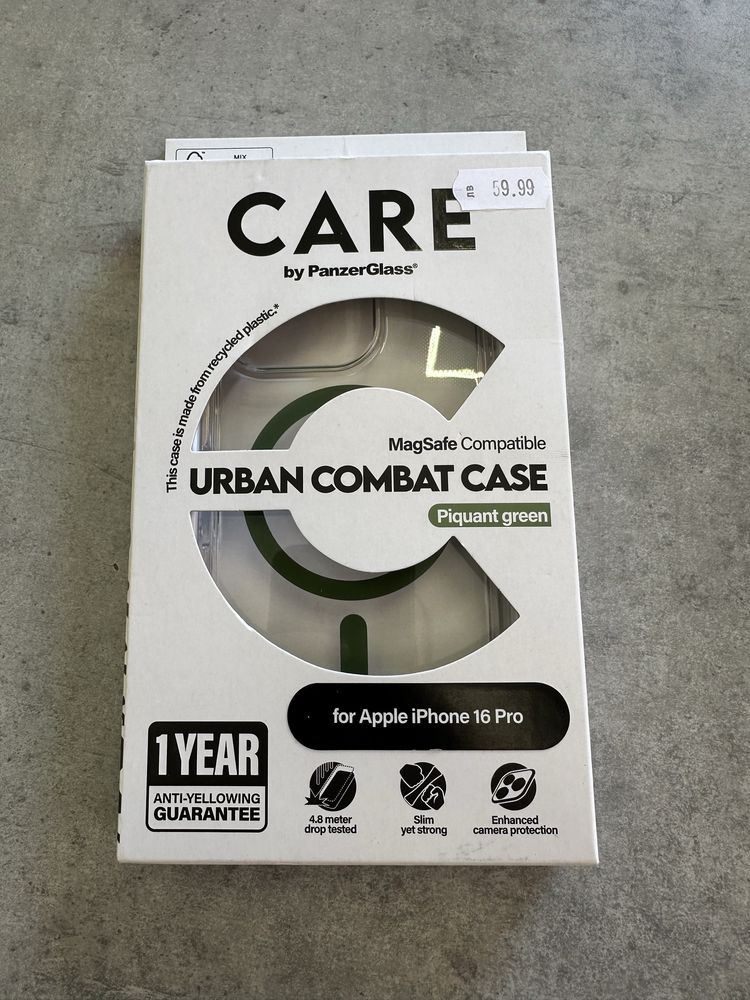 MIX
CARE
лв 59.99
by PanzerGlass®
This case is made from recycled plastic.*
MagSafe Compatible
URBAN COMBAT CASE
Piquant green
for Apple iPhone 16 Pro
1 YEAR
ANTI-YELLOWING
GUARANTEE
4.8 meter
drop tested
Slim
yet strong
Enhanced
camera protection